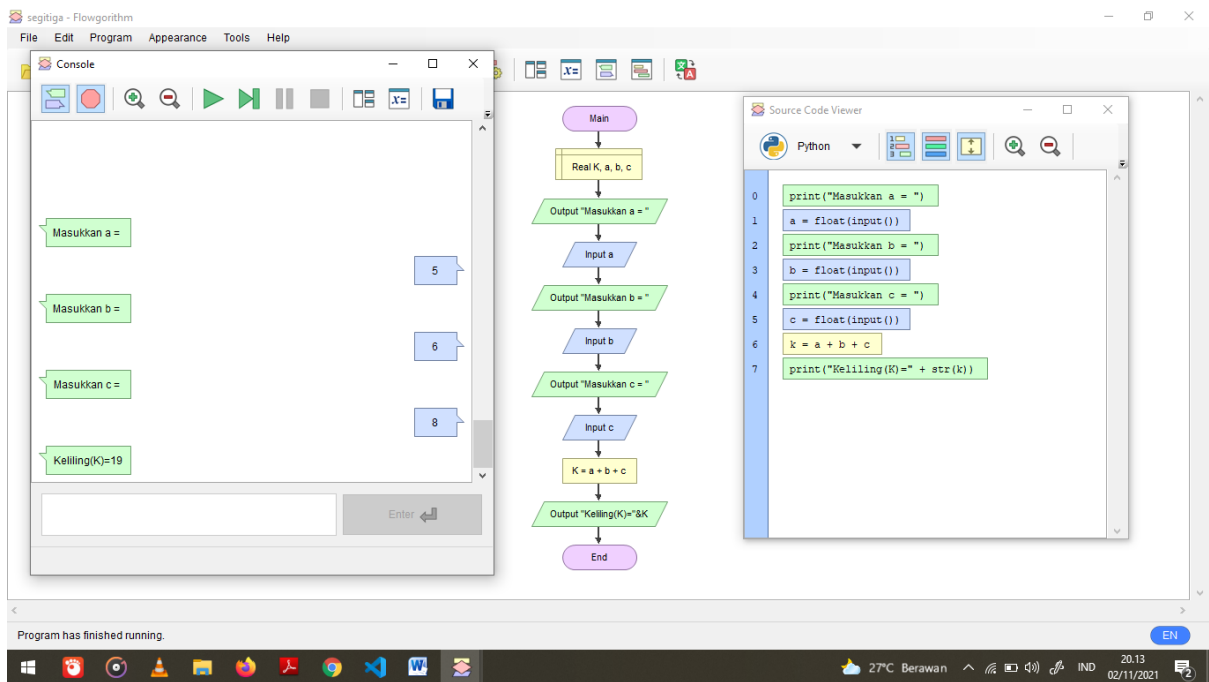 segitiga - Flowgorithm
File Edit Program Appearance Tools Help
Console
x=
Masukkan a =
5
Masukkan b =
6
Masukkan c =
8
Keliling(K)=19
Enter
x=
Main
Real K, a, b, c
Output "Masukkan a = "
Input a
Output "Masukkan b = "
Input b
Output "Masukkan c = "
Input c
K = a + b + c
Output "Keliling(K)="&K
End
Source Code Viewer
Python
0 print("Masukkan a = ")
1 a = float(input())
2 print("Masukkan b = ")
3 b = float(input())
4 print("Masukkan c = ")
5 c = float(input())
6 k = a + b + c
7 print("Keliling(K)=" + str(k))
Program has finished running.
EN
27°C Berawan
IND
20.13
02/11/2021
2